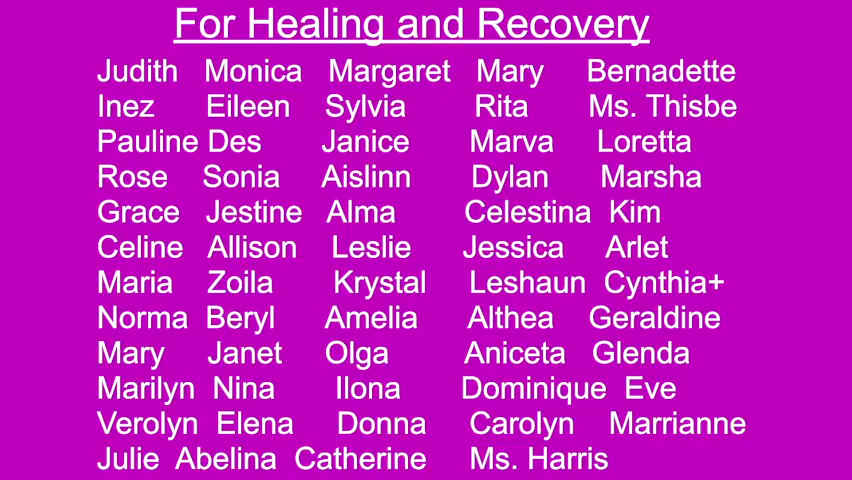 For Healing and Recovery
Judith Monica Margaret Mary Bernadette
Inez Eileen Sylvia Rita Ms. Thisbe
Pauline Des Janice Marva Loretta
Rose Sonia Aislinn Dylan Marsha
Grace Jestine Alma Celestina Kim
Celine Allison Leslie Jessica Arlet
Maria Zoila Krystal Leshaun Cynthia+
Norma Beryl Amelia Althea Geraldine
Mary Janet Olga Aniceta Glenda
Marilyn Nina Ilona Dominique Eve
Verolyn Elena Donna Carolyn Marrianne
Julie Abelina Catherine Ms. Harris